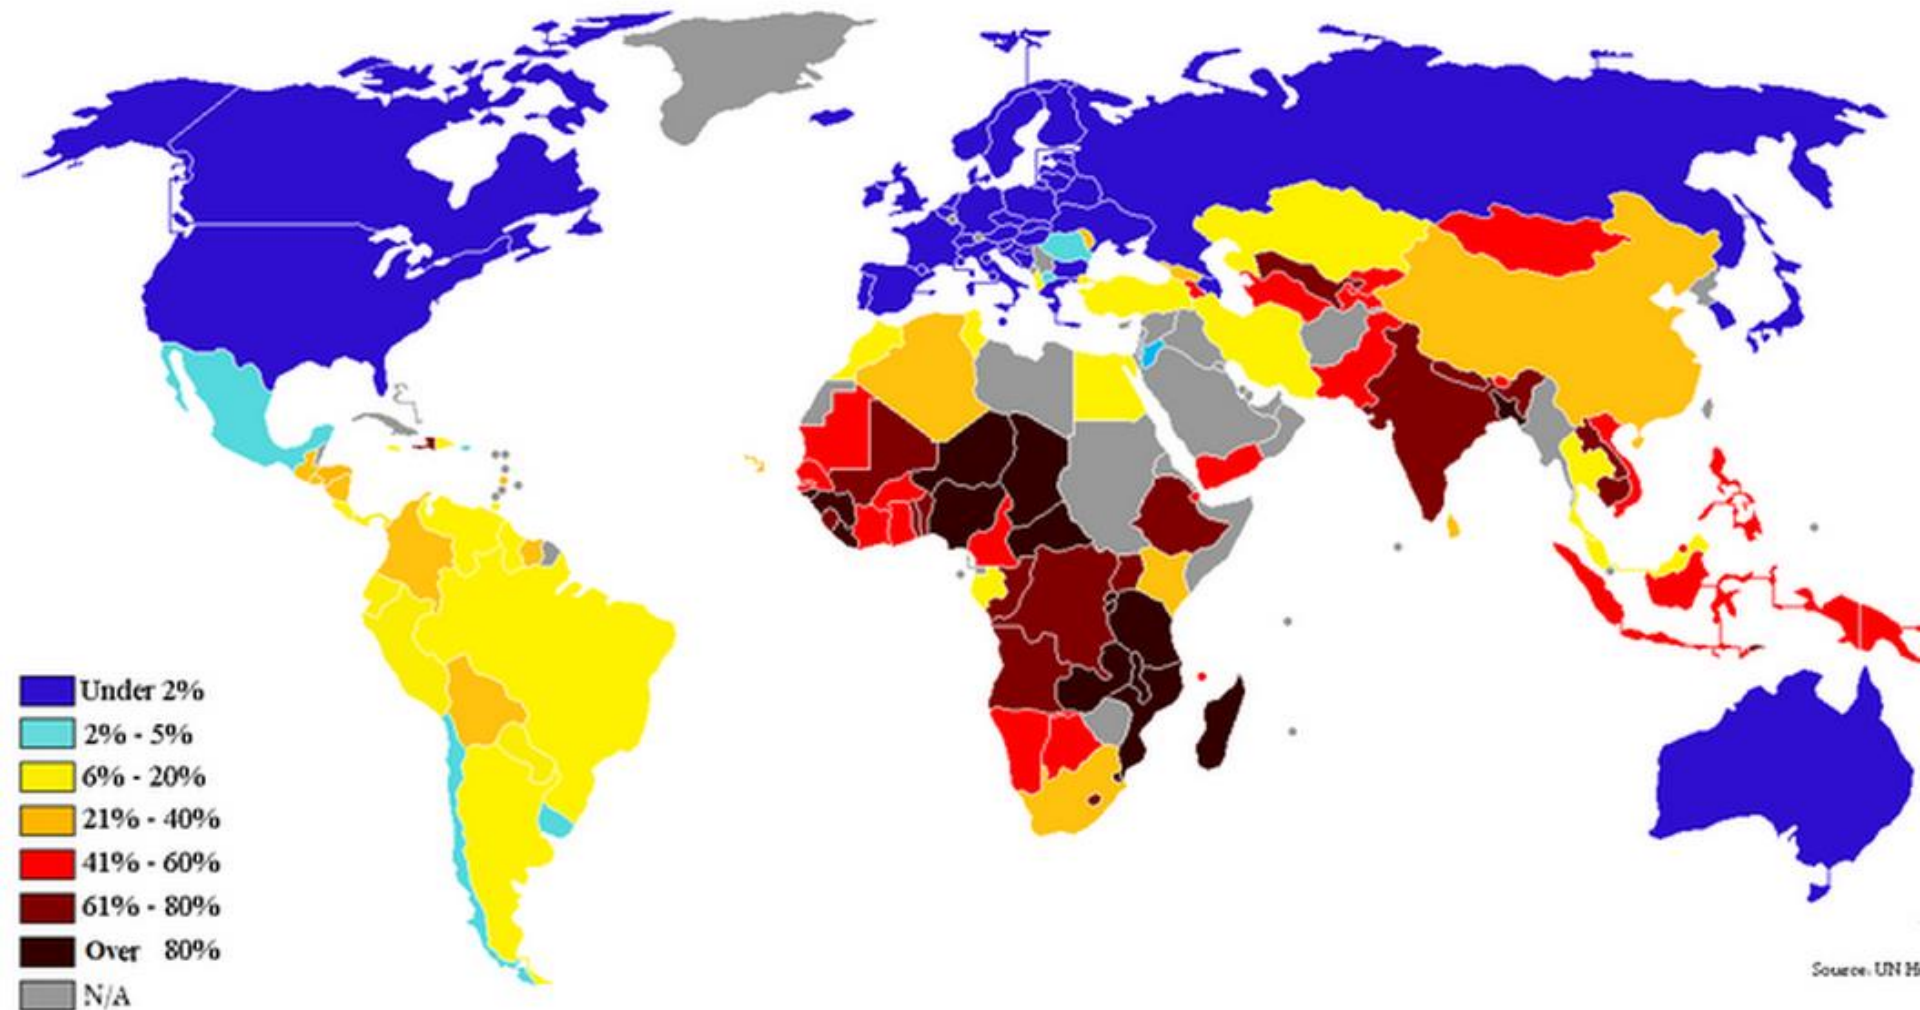 Under 2%
2% - 5%
6% - 20%
21% - 40%
41% - 60%
61% - 80%
Over 80%
N/A
Source: UN H